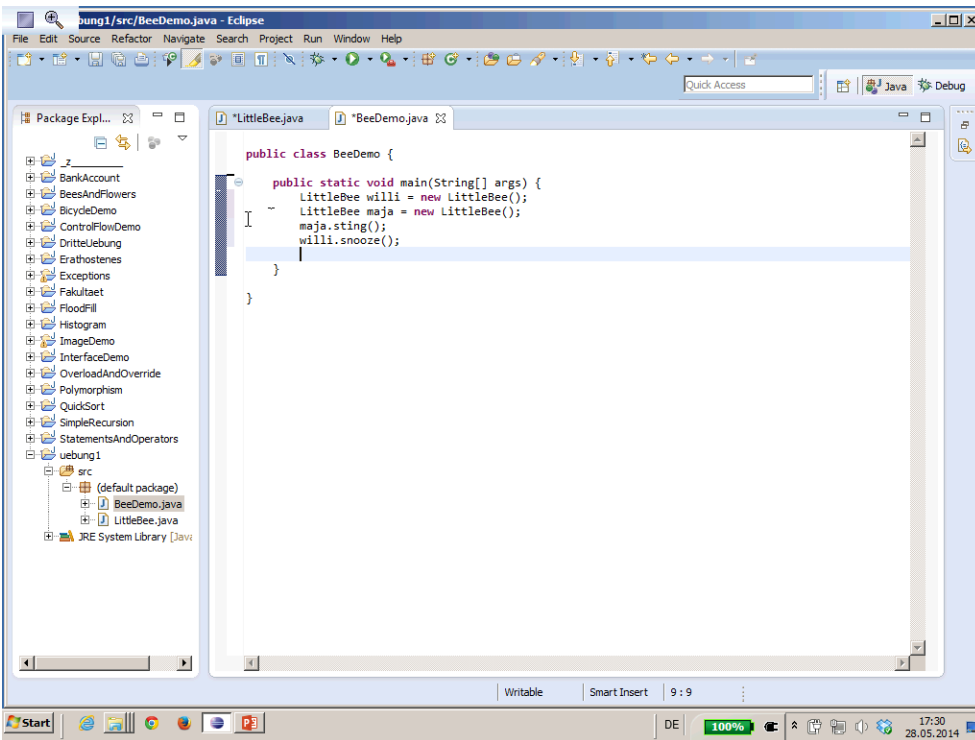 bung1/src/BeeDemo.java - Eclipse
File Edit Source Refactor Navigate Search Project Run Window Help
Quick Access
Java
Debug
Package Expl...
*LittleBee.java
*BeeDemo.java
_z________
BankAccount
BeesAndFlowers
BicycleDemo
ControlFlowDemo
DritteUebung
Erathostenes
Exceptions
Fakultaet
FloodFill
Histogram
ImageDemo
InterfaceDemo
OverloadAndOverride
Polymorphism
QuickSort
SimpleRecursion
StatementsAndOperators
uebung1
src
(default package)
BeeDemo.java
LittleBee.java
JRE System Library [Java
public class BeeDemo {
public static void main(String[] args) {
LittleBee willi = new LittleBee();
LittleBee maja = new LittleBee();
maja.sting();
willi.snooze();
}
}
Writable
Smart Insert
9 : 9
Start
DE
100%
17:30
28.05.2014